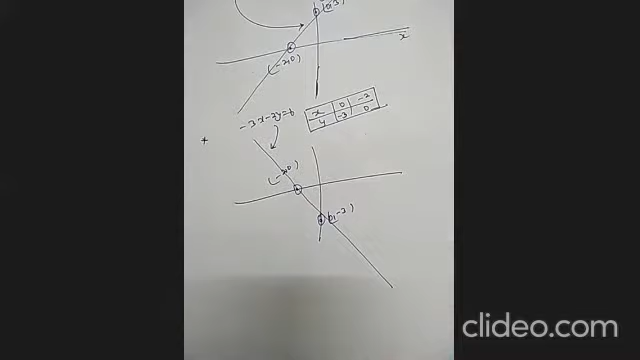 (0,3)
x
(-2,0)
-3x-2y=6
x 0 -2
y -3 0
(-2,0)
(0,-3)
clideo.com